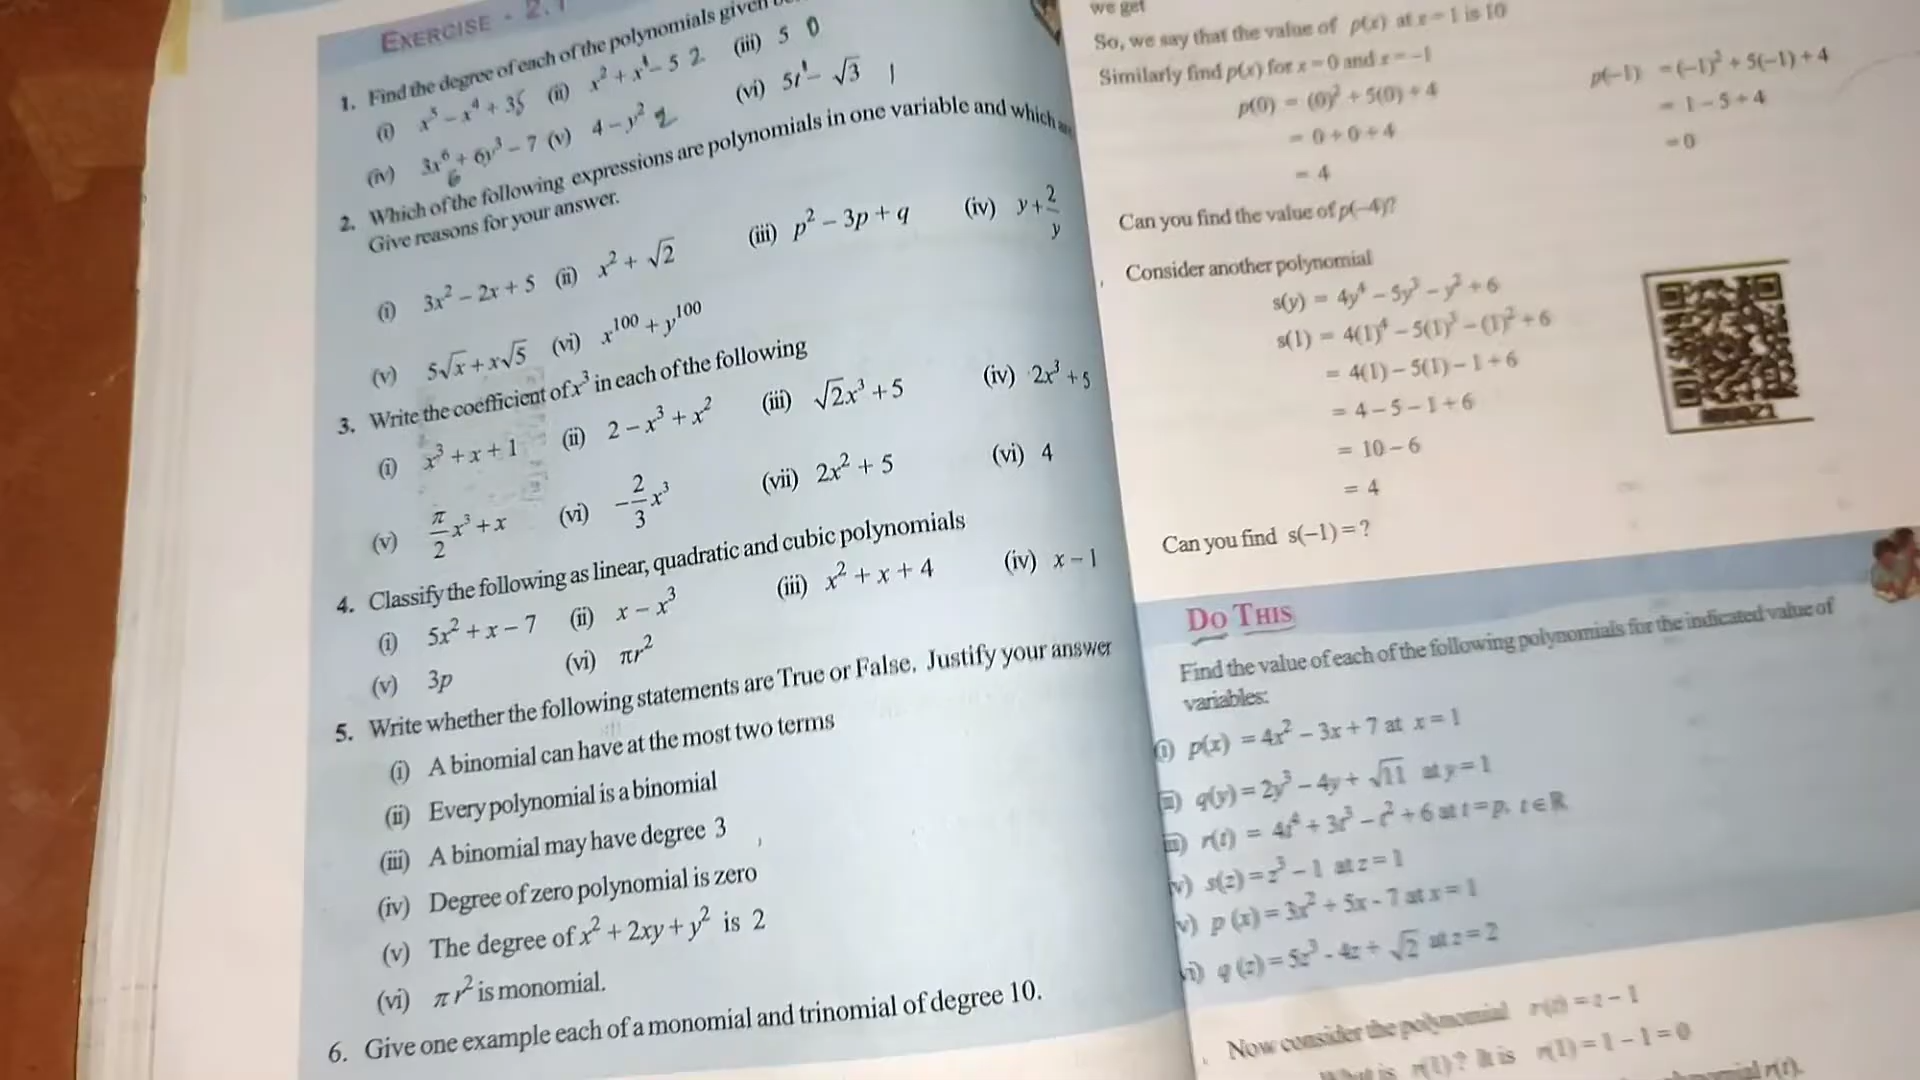 EXERCISE - 2.1
1. Find the degree of each of the polynomials given
(i) x⁵ – x⁴ + 3 5 (ii) x² + x – 5 2 (iii) 5 0
(iv) 3x⁶ + 6y³ – 7 6 (v) 4 – y² 2 (vi) 5t – √3 1
2. Which of the following expressions are polynomials in one variable and which
Give reasons for your answer.
(i) 3x² – 2x + 5 (ii) x² + √2 (iii) p² – 3p + q (iv) y + 2/y
(v) 5√x + x√5 (vi) x¹⁰⁰ + y¹⁰⁰
3. Write the coefficient of x³ in each of the following
(i) x³ + x + 1 (ii) 2 – x³ + x² (iii) √2x³ + 5 (iv) 2x³ + 5
(v) π/2 x³ + x (vi) –2/3 x³ (vii) 2x² + 5 (vi) 4
4. Classify the following as linear, quadratic and cubic polynomials
(i) 5x² + x – 7 (ii) x – x³ (iii) x² + x + 4 (iv) x – 1
(v) 3p (vi) πr²
5. Write whether the following statements are True or False. Justify your answer
(i) A binomial can have at the most two terms
(ii) Every polynomial is a binomial
(iii) A binomial may have degree 3
(iv) Degree of zero polynomial is zero
(v) The degree of x² + 2xy + y² is 2
(vi) πr² is monomial.
6. Give one example each of a monomial and trinomial of degree 10.
we get
So, we say that the value of p(x) at x = 1 is 10
Similarly find p(x) for x = 0 and x = –1
p(0) = (0)² + 5(0) + 4 p(–1) = (–1)² + 5(–1) + 4
= 0 + 0 + 4 = 1 – 5 + 4
= 4 = 0
Can you find the value of p(–4)?
Consider another polynomial
s(y) = 4y⁴ – 5y³ – y² + 6
s(1) = 4(1)⁴ – 5(1)³ – (1)² + 6
= 4(1) – 5(1) – 1 + 6
= 4 – 5 – 1 + 6
= 10 – 6
= 4
Can you find s(–1) = ?
DO THIS
Find the value of each of the following polynomials for the indicated value of
variables:
(i) p(x) = 4x² – 3x + 7 at x = 1
(ii) q(y) = 2y³ – 4y + √11 at y = 1
(iii) r(t) = 4t⁴ + 3t³ – t² + 6 at t = p, t ∈ R
(iv) s(z) = z³ – 1 at z = 1
(v) p (x) = 3x² + 5x - 7 at x = 1
(vi) q (z) = 5z³ - 4z + √2 at z = 2
Now consider the polynomial r(t) = t – 1
What is r(1)? It is r(1) = 1 – 1 = 0
r(t).